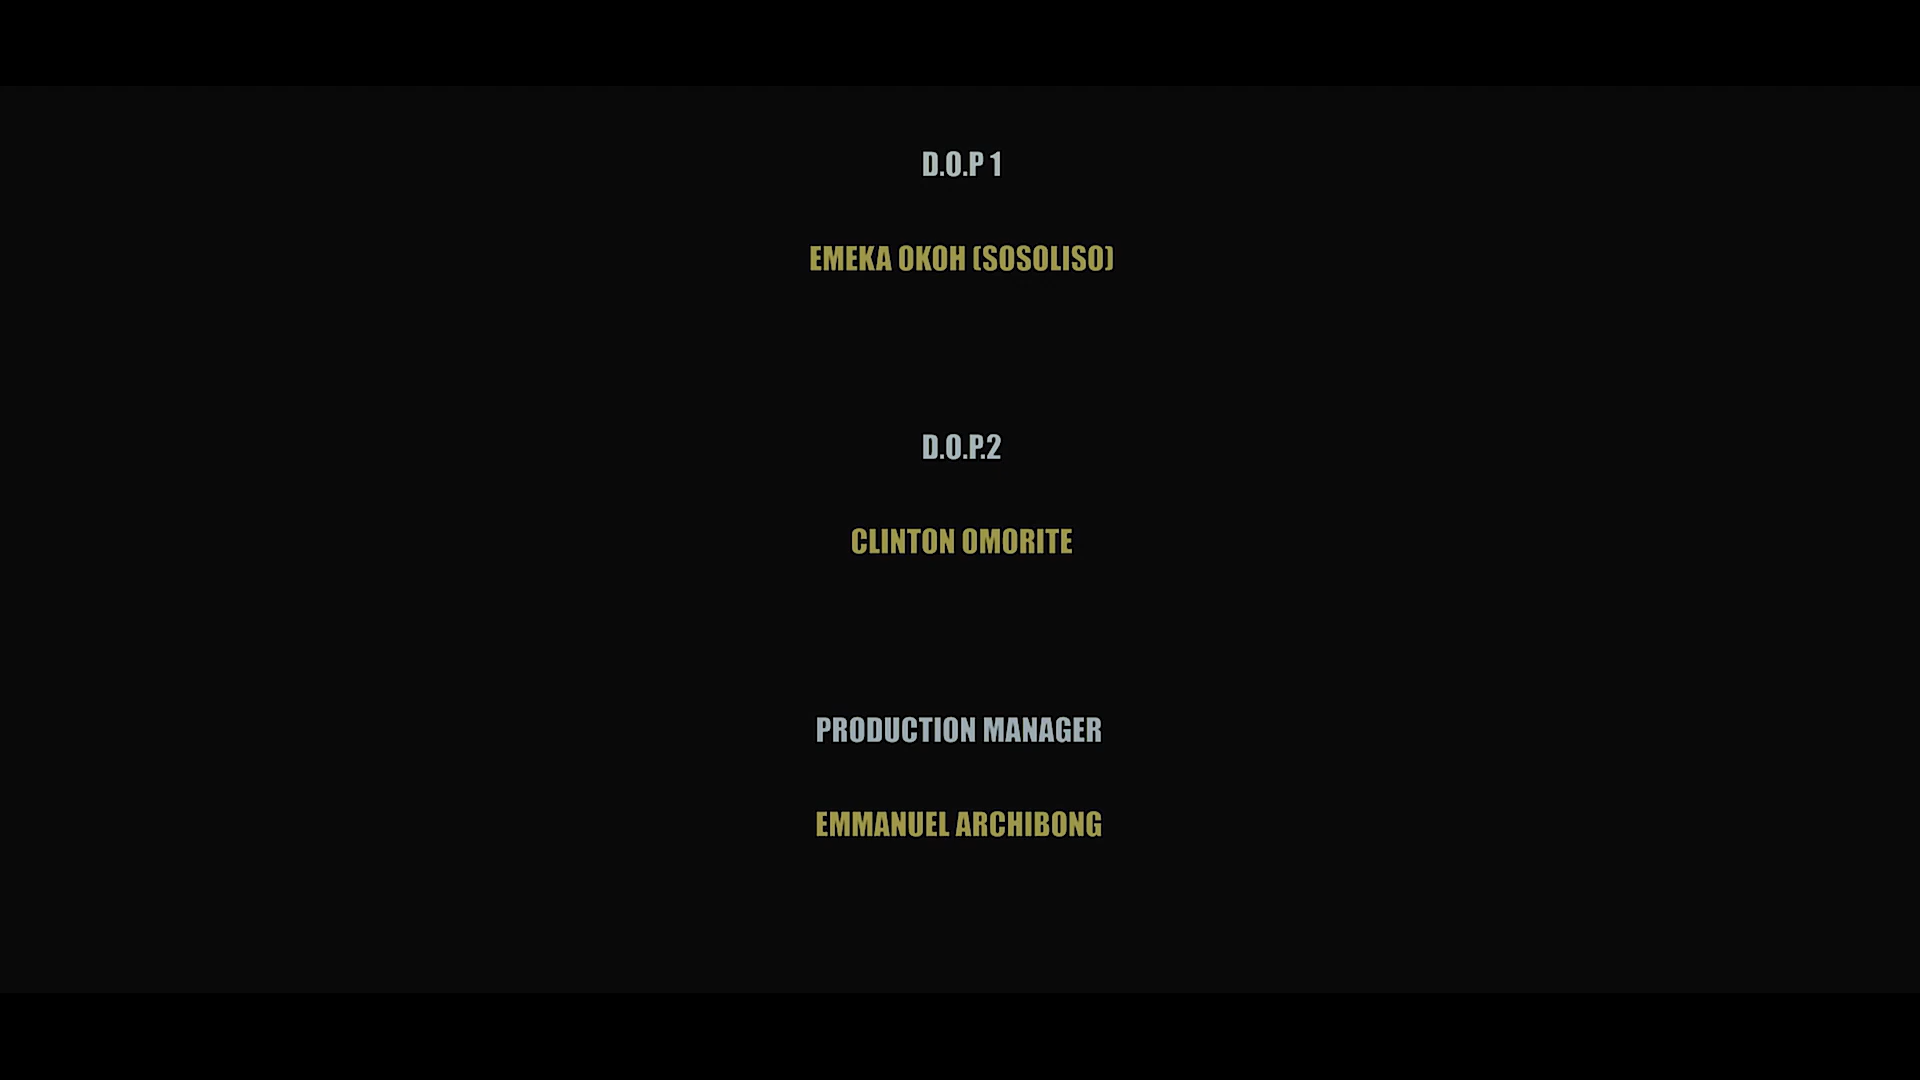 D.O.P 1
EMEKA OKOH (SOSOLISO)
D.O.P.2
CLINTON OMORITE
PRODUCTION MANAGER
EMMANUEL ARCHIBONG